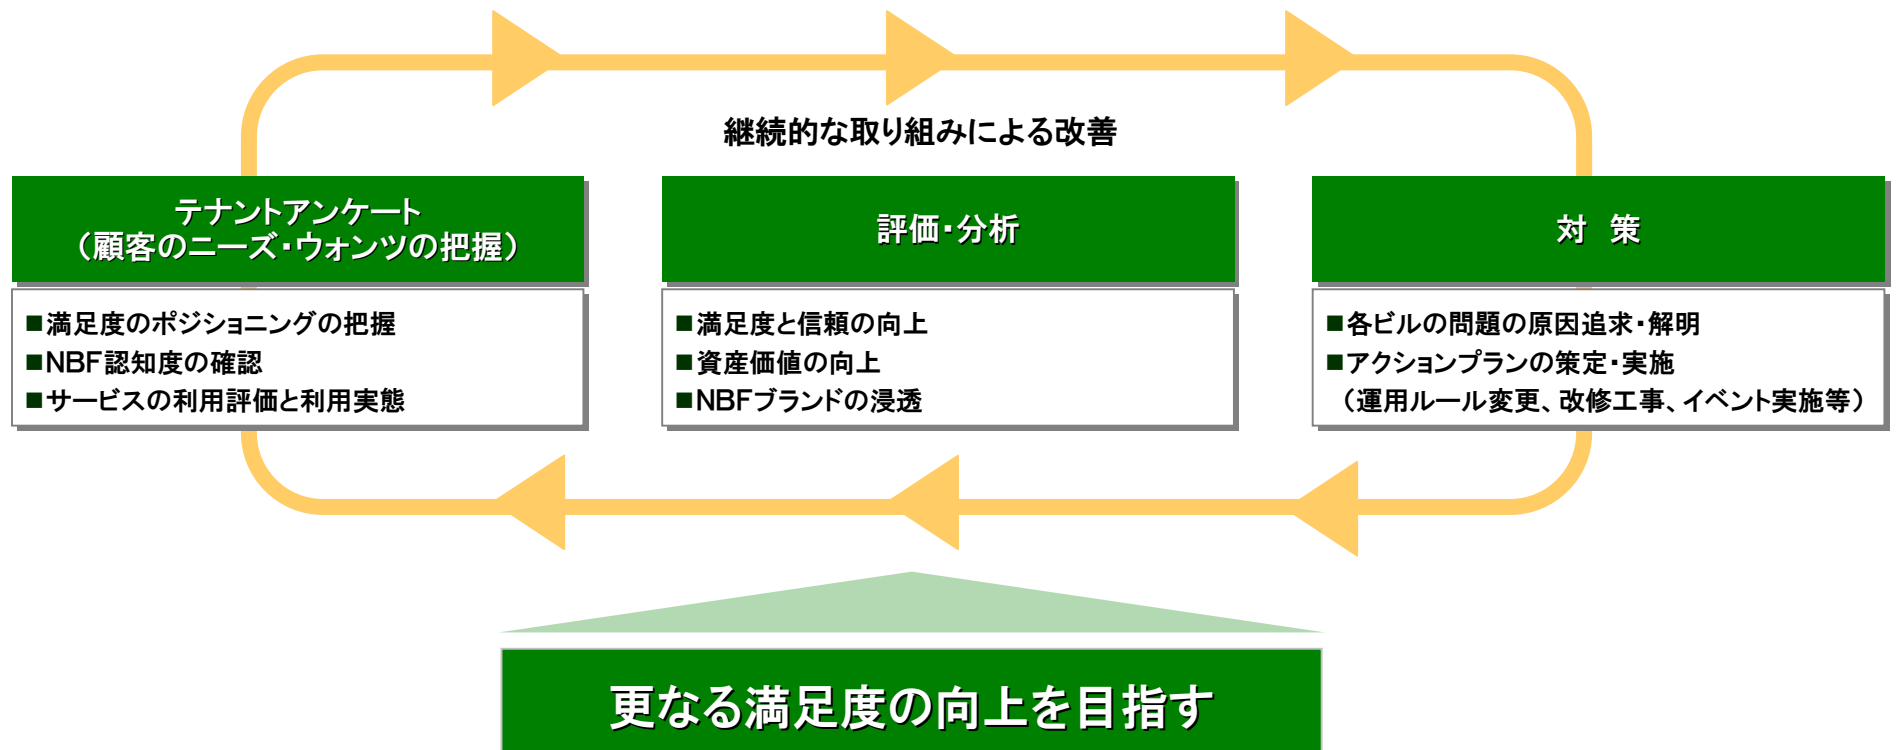 継続的な取り組みによる改善
テナントアンケート
（顧客のニーズ・ウォンツの把握）
■満足度のポジショニングの把握
■NBF認知度の確認
■サービスの利用評価と利用実態
評価・分析
■満足度と信頼の向上
■資産価値の向上
■NBFブランドの浸透
対　策
■各ビルの問題の原因追求・解明
■アクションプランの策定・実施
（運用ルール変更、改修工事、イベント実施等）
更なる満足度の向上を目指す